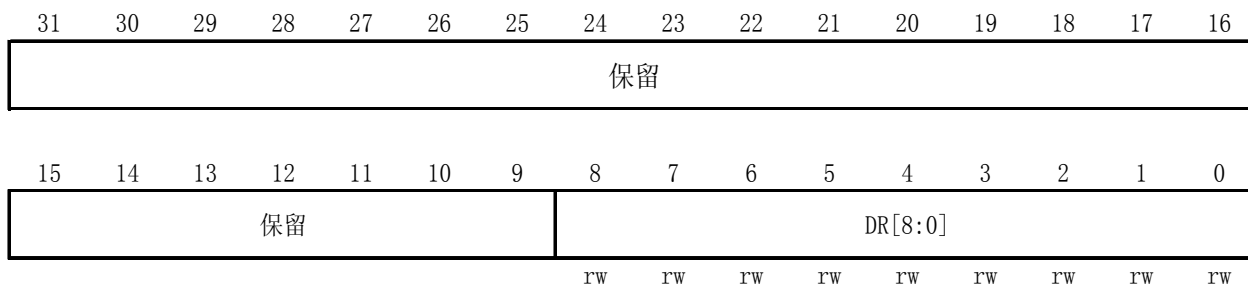 31 30 29 28 27 26 25 24 23 22 21 20 19 18 17 16
保留
15 14 13 12 11 10 9 8 7 6 5 4 3 2 1 0
保留 DR[8:0]
rw rw rw rw rw rw rw rw rw